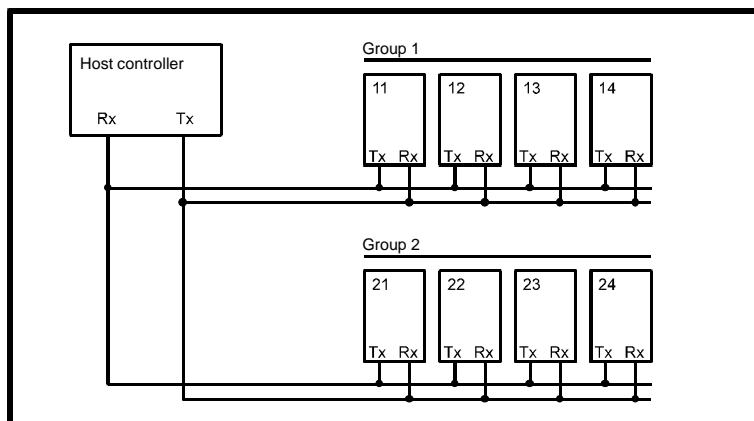 Host controller
Rx Tx
Group 1
11 12 13 14
Tx Rx Tx Rx Tx Rx Tx Rx
Group 2
21 22 23 24
Tx Rx Tx Rx Tx Rx Tx Rx